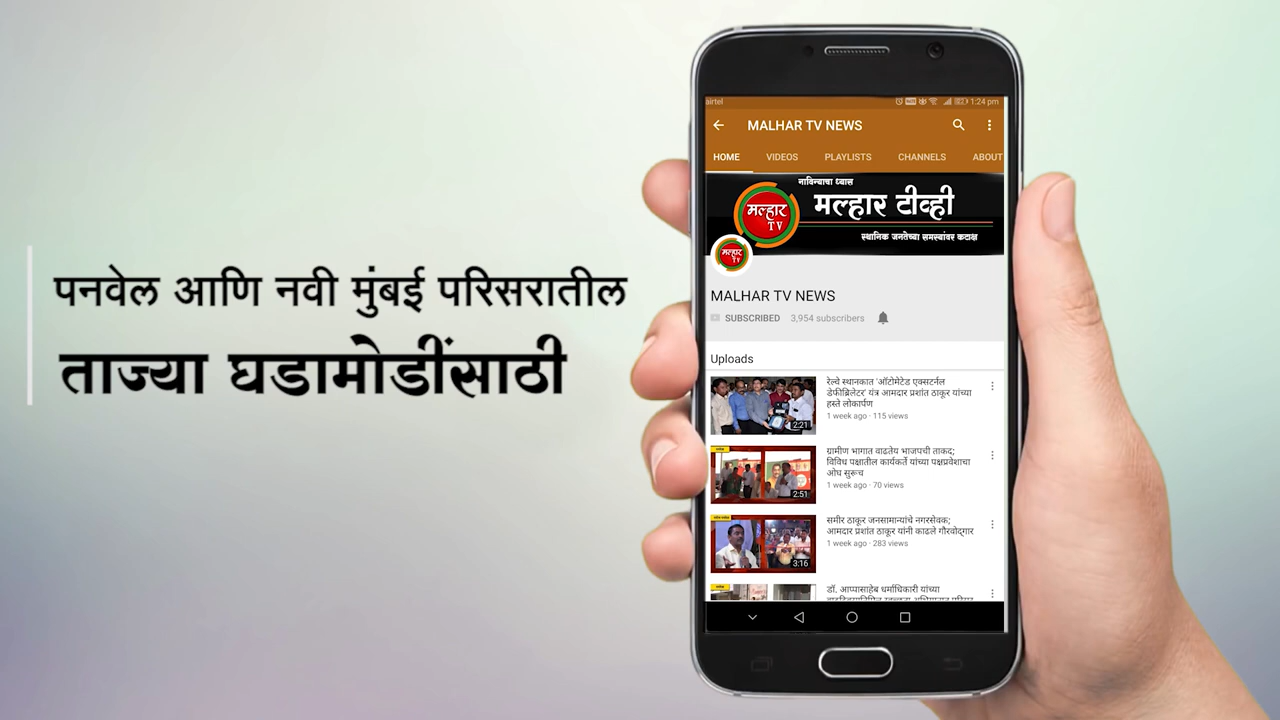 पनवेल आणि नवी मुंबई परिसरातील
ताज्या घडामोडींसाठी
airtel
1:24 pm
MALHAR TV NEWS
HOME VIDEOS PLAYLISTS CHANNELS ABOUT
नाविन्याचा ध्यास
मल्हार टीव्ही
मल्हार
TV
स्थानिक जनतेच्या समस्यांवर कटाक्ष
मल्हार
TV
MALHAR TV NEWS
SUBSCRIBED 3,954 subscribers
Uploads
रेल्वे स्थानकात 'ऑटोमेटेड एक्सटर्नल
डेफीब्रिलेटर' यंत्र आमदार प्रशांत ठाकूर यांच्या
हस्ते लोकार्पण
1 week ago · 115 views
2:21
ग्रामीण भागात वाढतेय भाजपची ताकद;
विविध पक्षातील कार्यकर्ते यांच्या पक्षप्रवेशाचा
ओघ सुरूच
1 week ago · 70 views
2:51
समीर ठाकूर जनसामान्यांचे नगरसेवक;
आमदार प्रशांत ठाकूर यांनी काढले गौरवोद्‌गार
1 week ago · 283 views
3:16
डॉ. आप्पासाहेब धर्माधिकारी यांच्या